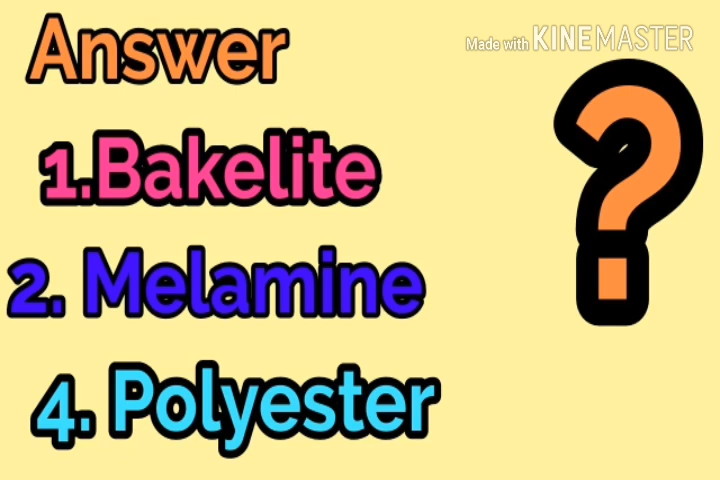 Made with KINEMASTER
Answer
1.Bakelite
2. Melamine
4. Polyester
?